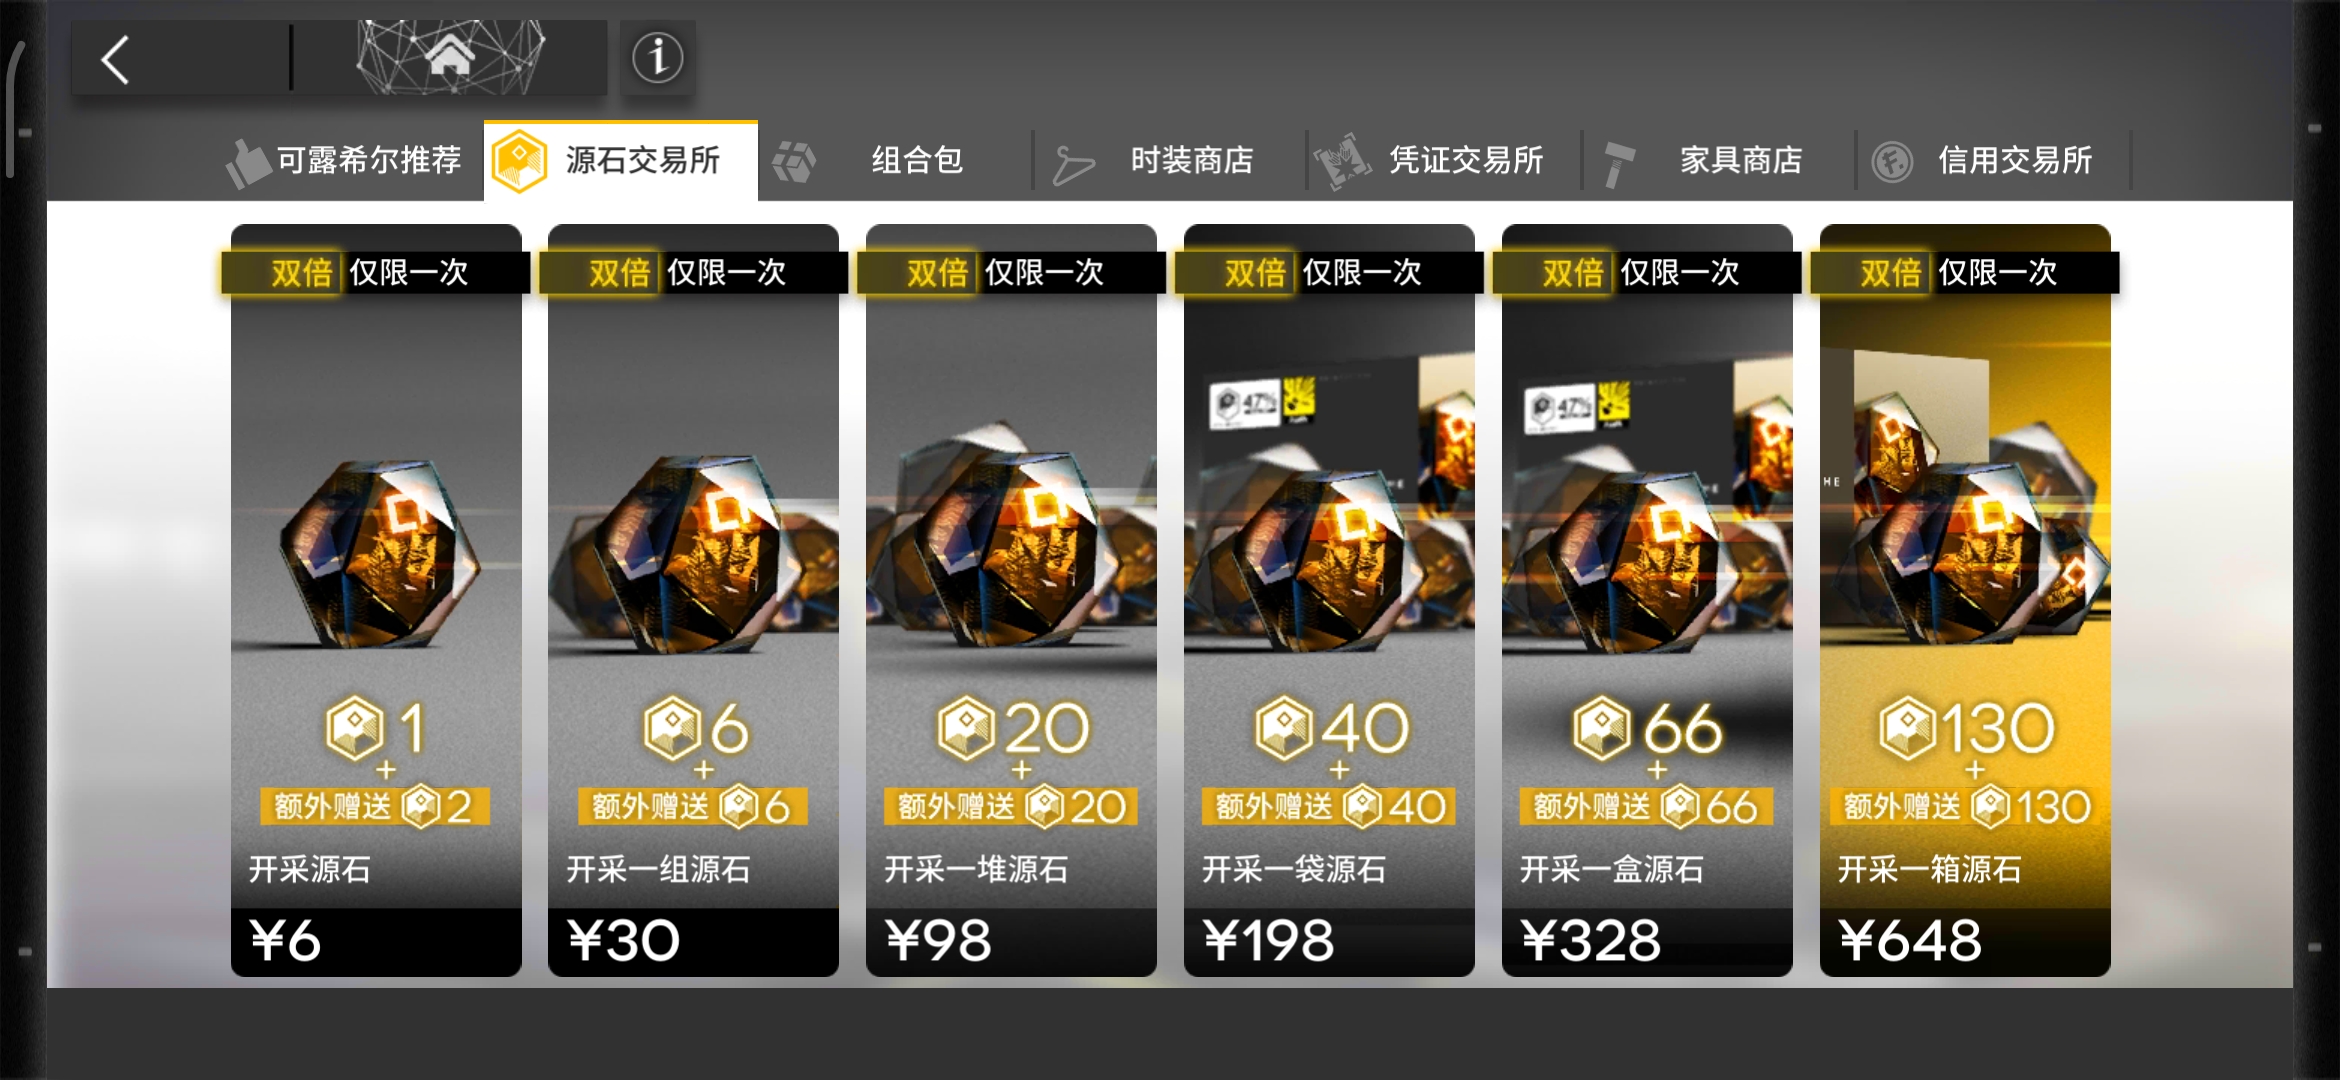 可露希尔推荐
源石交易所
组合包
时装商店
凭证交易所
家具商店
信用交易所
双倍 仅限一次
1
+
额外赠送 2
开采源石
¥6
双倍 仅限一次
6
+
额外赠送 6
开采一组源石
¥30
双倍 仅限一次
20
+
额外赠送 20
开采一堆源石
¥98
双倍 仅限一次
47%
40
+
额外赠送 40
开采一袋源石
¥198
双倍 仅限一次
47%
66
+
额外赠送 66
开采一盒源石
¥328
双倍 仅限一次
HE
130
+
额外赠送 130
开采一箱源石
¥648